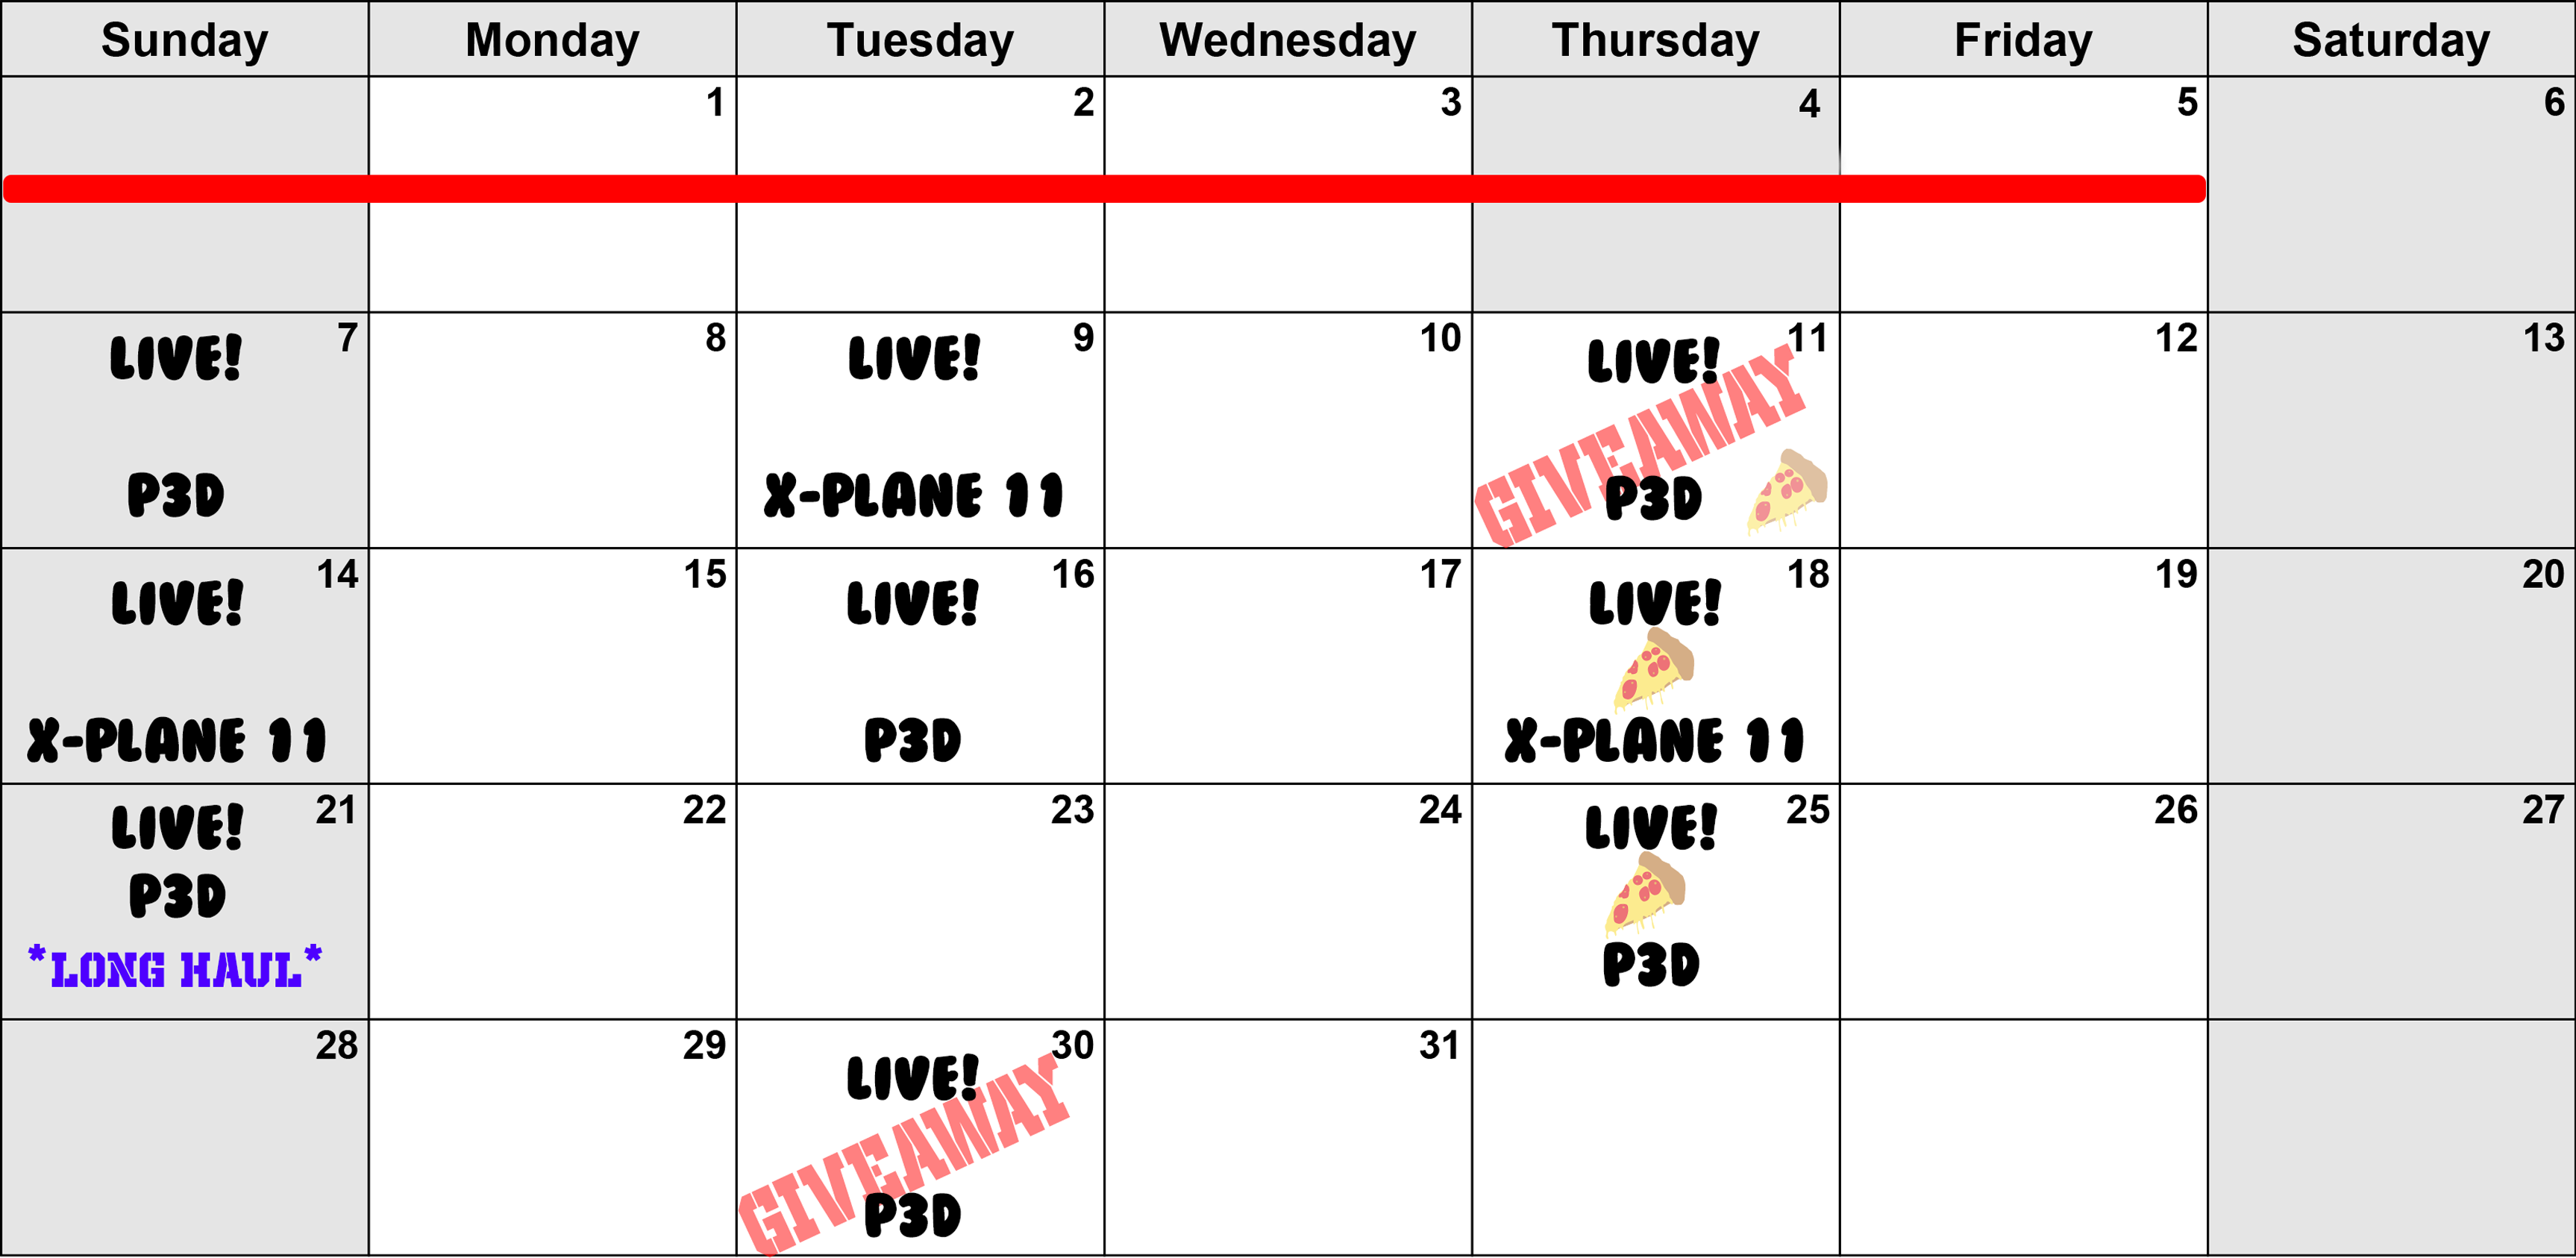 Sunday Monday Tuesday Wednesday Thursday Friday Saturday
1 2 3 4 5 6
7 8 9 10 11 12 13
LIVE! LIVE! LIVE!
GIVEAWAY
P3D X-PLANE 11 P3D
14 15 16 17 18 19 20
LIVE! LIVE! LIVE!
X-PLANE 11 P3D X-PLANE 11
21 22 23 24 25 26 27
LIVE! LIVE!
P3D
*LONG HAUL* P3D
28 29 30 31
LIVE!
GIVEAWAY
P3D